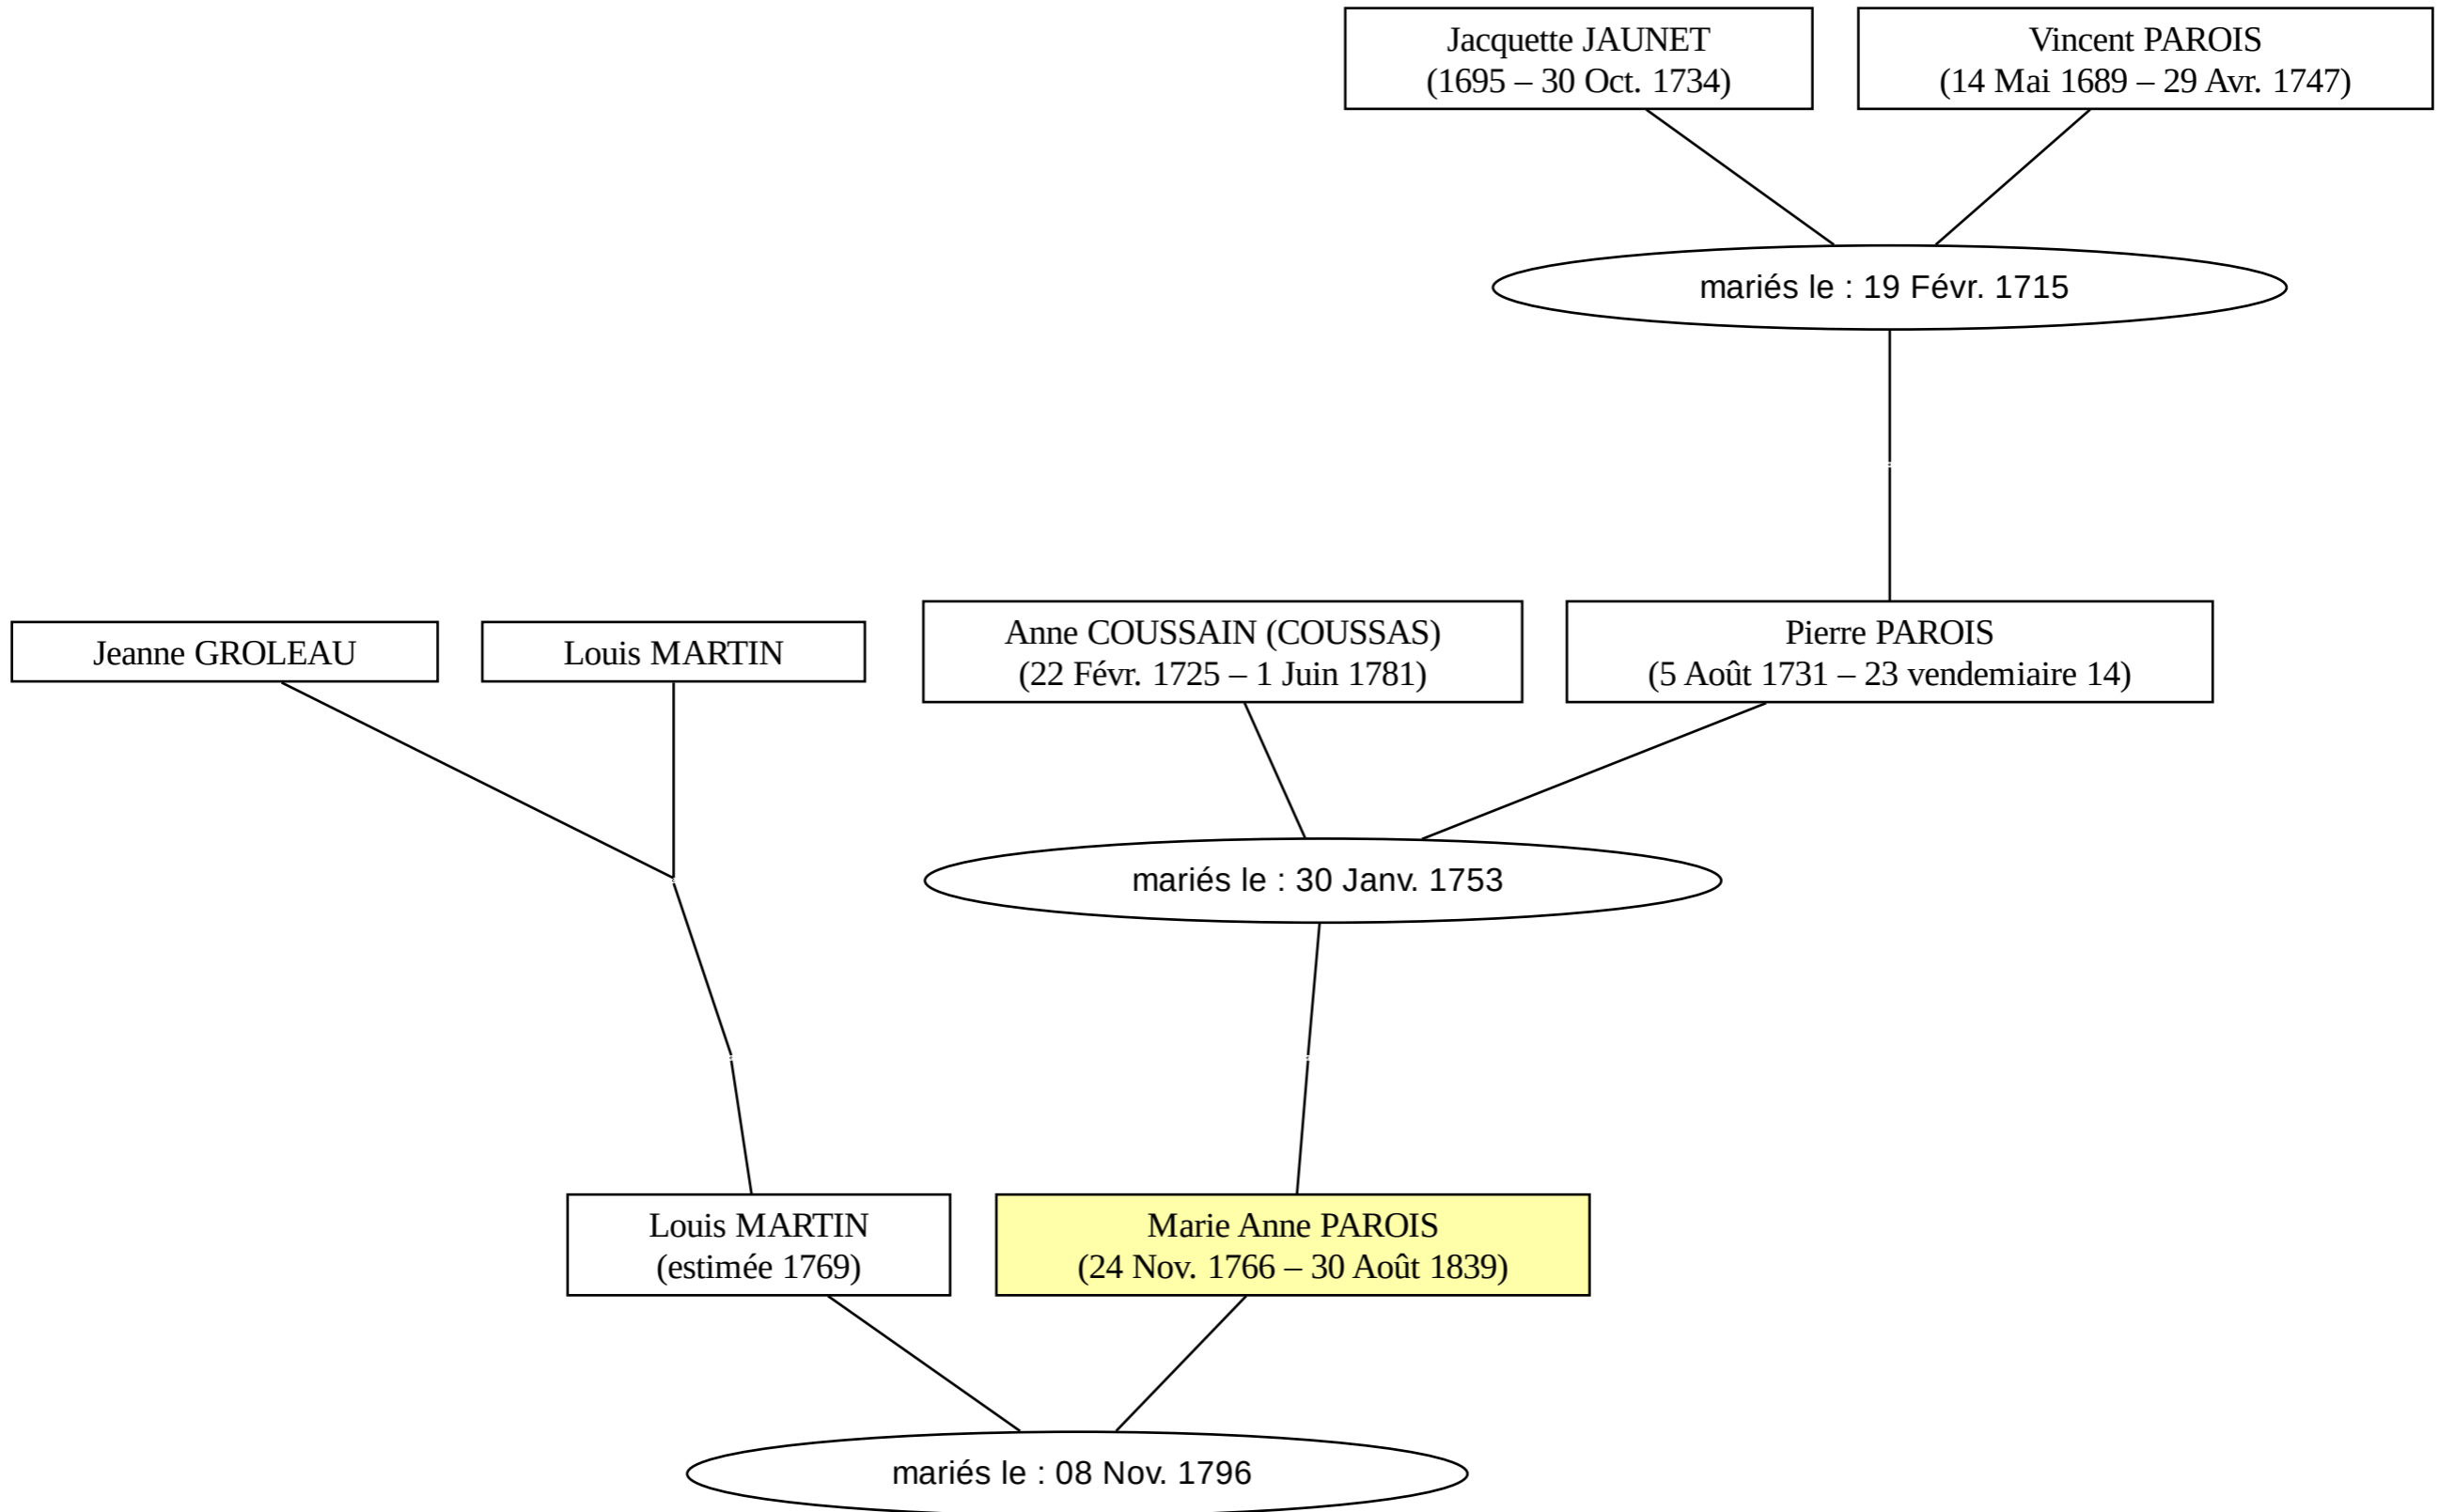 Jacquette JAUNET
(1695 – 30 Oct. 1734)
Vincent PAROIS
(14 Mai 1689 – 29 Avr. 1747)
mariés le : 19 Févr. 1715
Jeanne GROLEAU
Louis MARTIN
Anne COUSSAIN (COUSSAS)
(22 Févr. 1725 – 1 Juin 1781)
Pierre PAROIS
(5 Août 1731 – 23 vendemiaire 14)
mariés le : 30 Janv. 1753
Louis MARTIN
(estimée 1769)
Marie Anne PAROIS
(24 Nov. 1766 – 30 Août 1839)
mariés le : 08 Nov. 1796